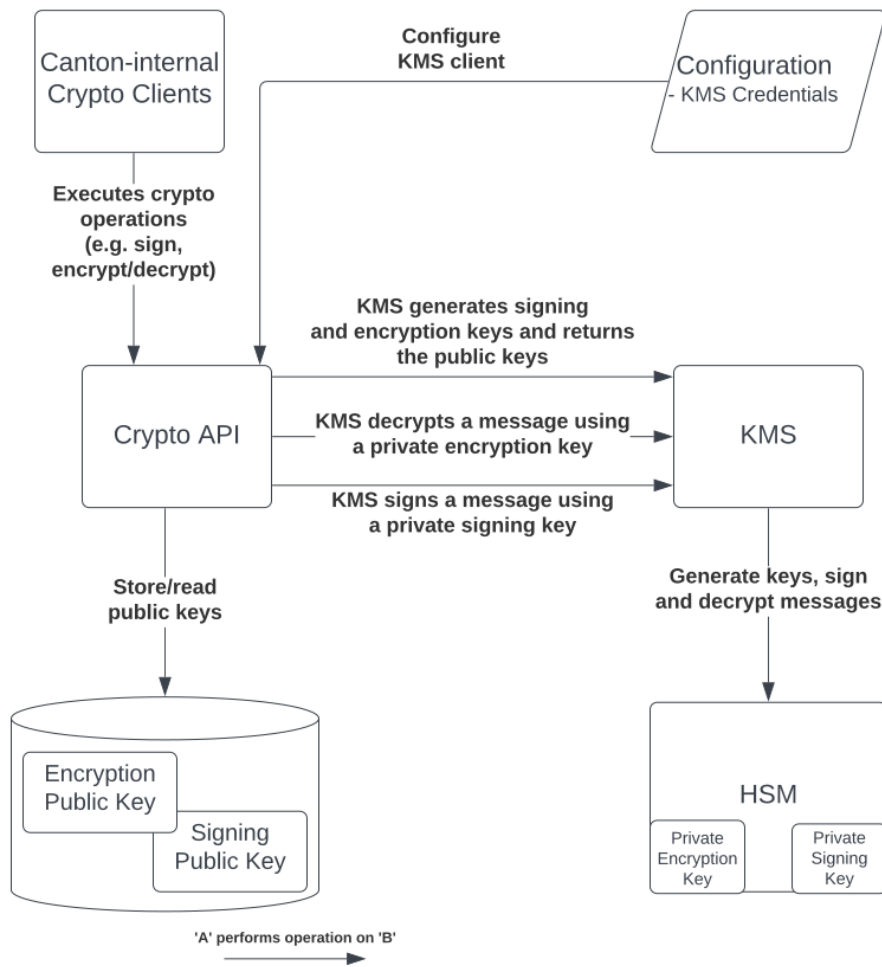 Canton-internal
Crypto Clients
Configure
KMS client
Configuration
- KMS Credentials
Executes crypto
operations
(e.g. sign,
encrypt/decrypt)
KMS generates signing
and encryption keys and returns
the public keys
Crypto API
KMS decrypts a message using
a private encryption key
KMS
KMS signs a message using
a private signing key
Store/read
public keys
Generate keys, sign
and decrypt messages
Encryption
Public Key
Signing
Public Key
HSM
Private
Encryption
Key
Private
Signing
Key
'A' performs operation on 'B'